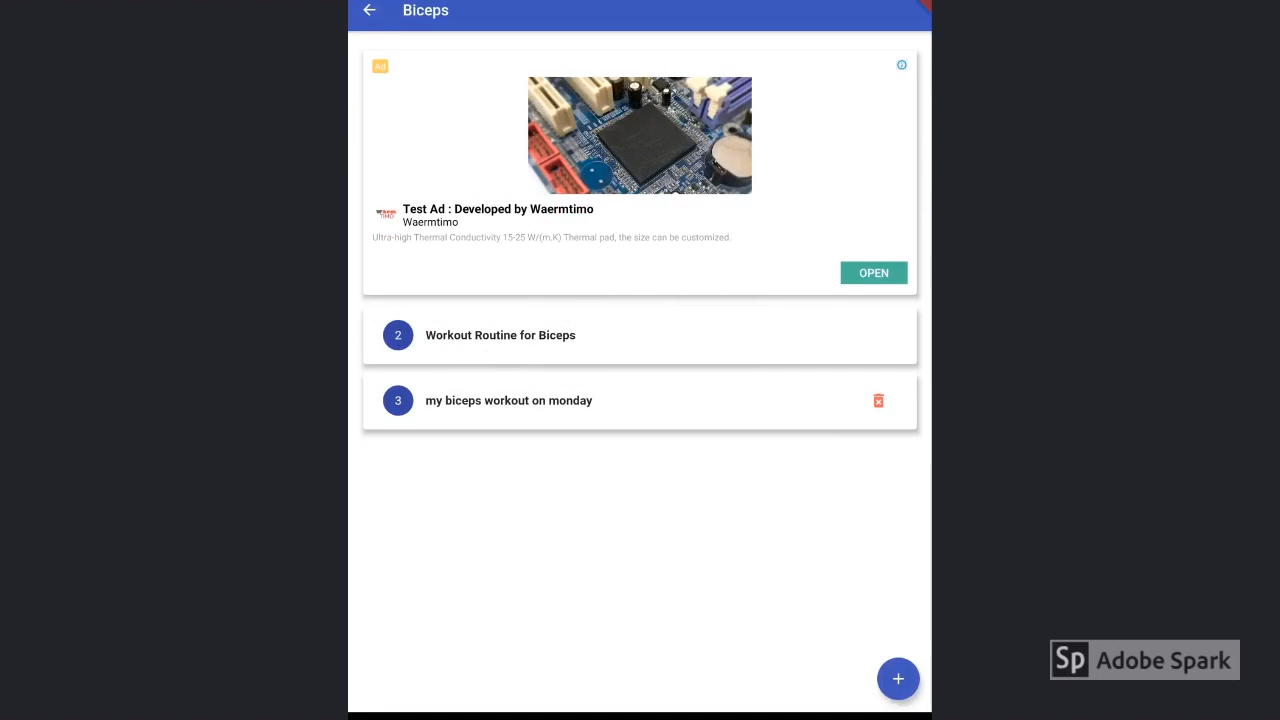 Biceps
Ad
Test Ad : Developed by Waermtimo
Waermtimo
Ultra-high Thermal Conductivity 15-25 W/(m.K) Thermal pad, the size can be customized.
OPEN
2 Workout Routine for Biceps
3 my biceps workout on monday
+
Sp Adobe Spark